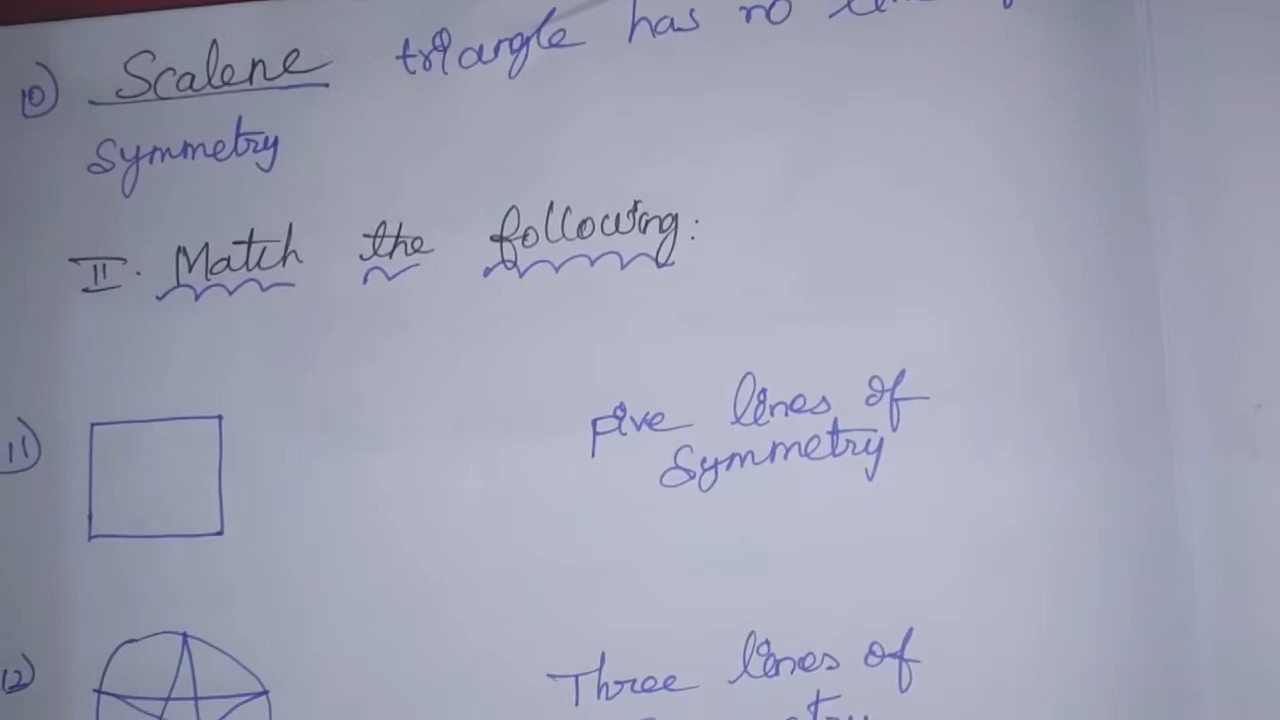 10) Scalene triangle has no
symmetry
II. Match the following:
11) Five lines of
symmetry
12) Three lines of